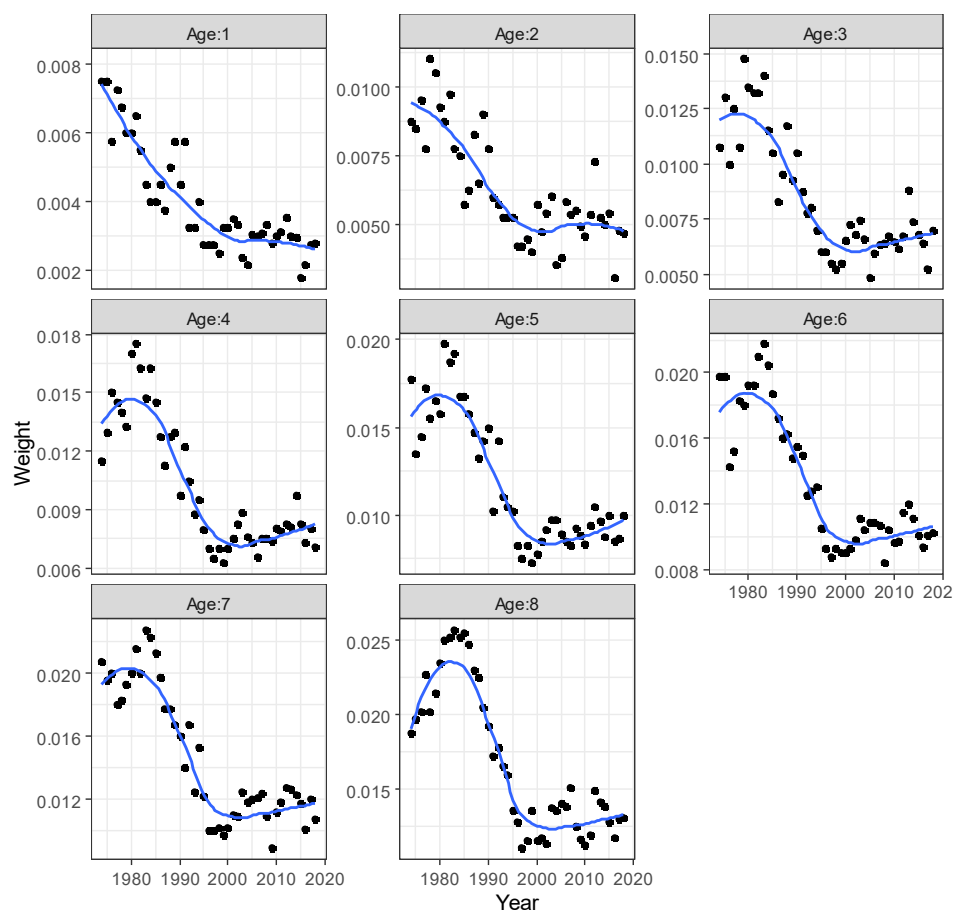 Age:1 Age:2 Age:3
0.008 0.0100 0.0150
0.006 0.0075 0.0125
0.004 0.0050 0.0100
0.002 0.0075
0.0050
Age:4 Age:5 Age:6
0.018 0.020 0.020
0.015 0.015 0.016
0.012 0.010 0.012
0.009 0.008
0.006
1980 1990 2000 2010 202
Weight
Age:7 Age:8
0.020 0.025
0.016 0.020
0.012 0.015
1980 1990 2000 2010 2020 1980 1990 2000 2010 2020
Year